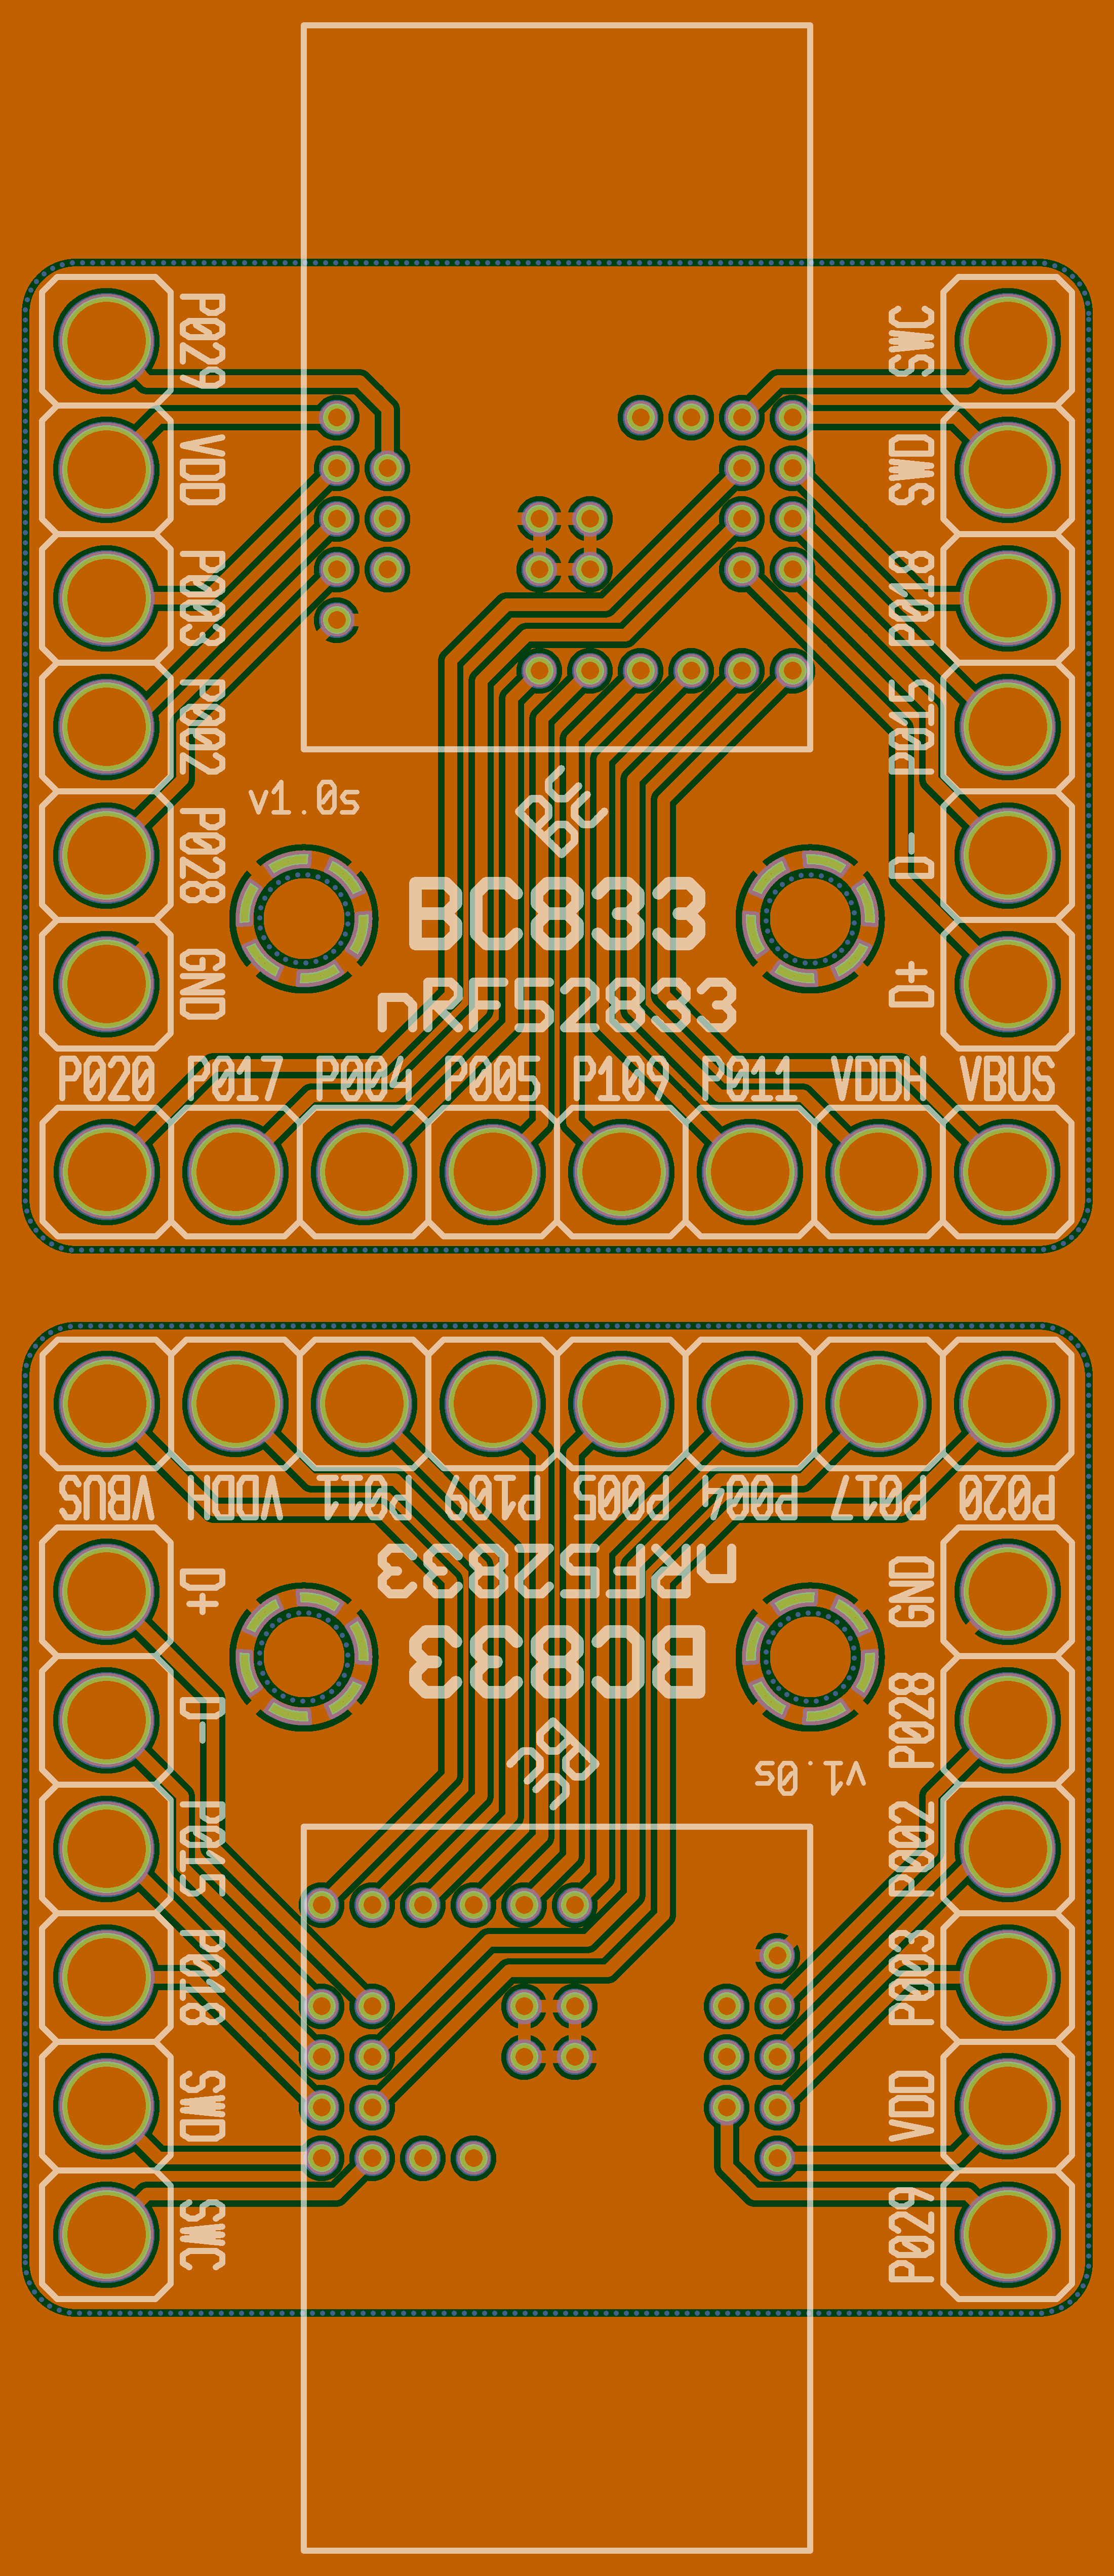 P029
SWC
VDD
SWD
P003
P018
P002
P015
v1.0s
BC
P028
D-
BC833
GND
D+
nRF52833
P020 P017 P004 P005 P109 P011 VDDH VBUS
VBUS VDDH P011 P109 P005 P004 P017 P020
D+
GND
nRF52833
BC833
D-
P028
BC
v1.0s
P015
P002
P018
P003
SWD
VDD
SWC
P029